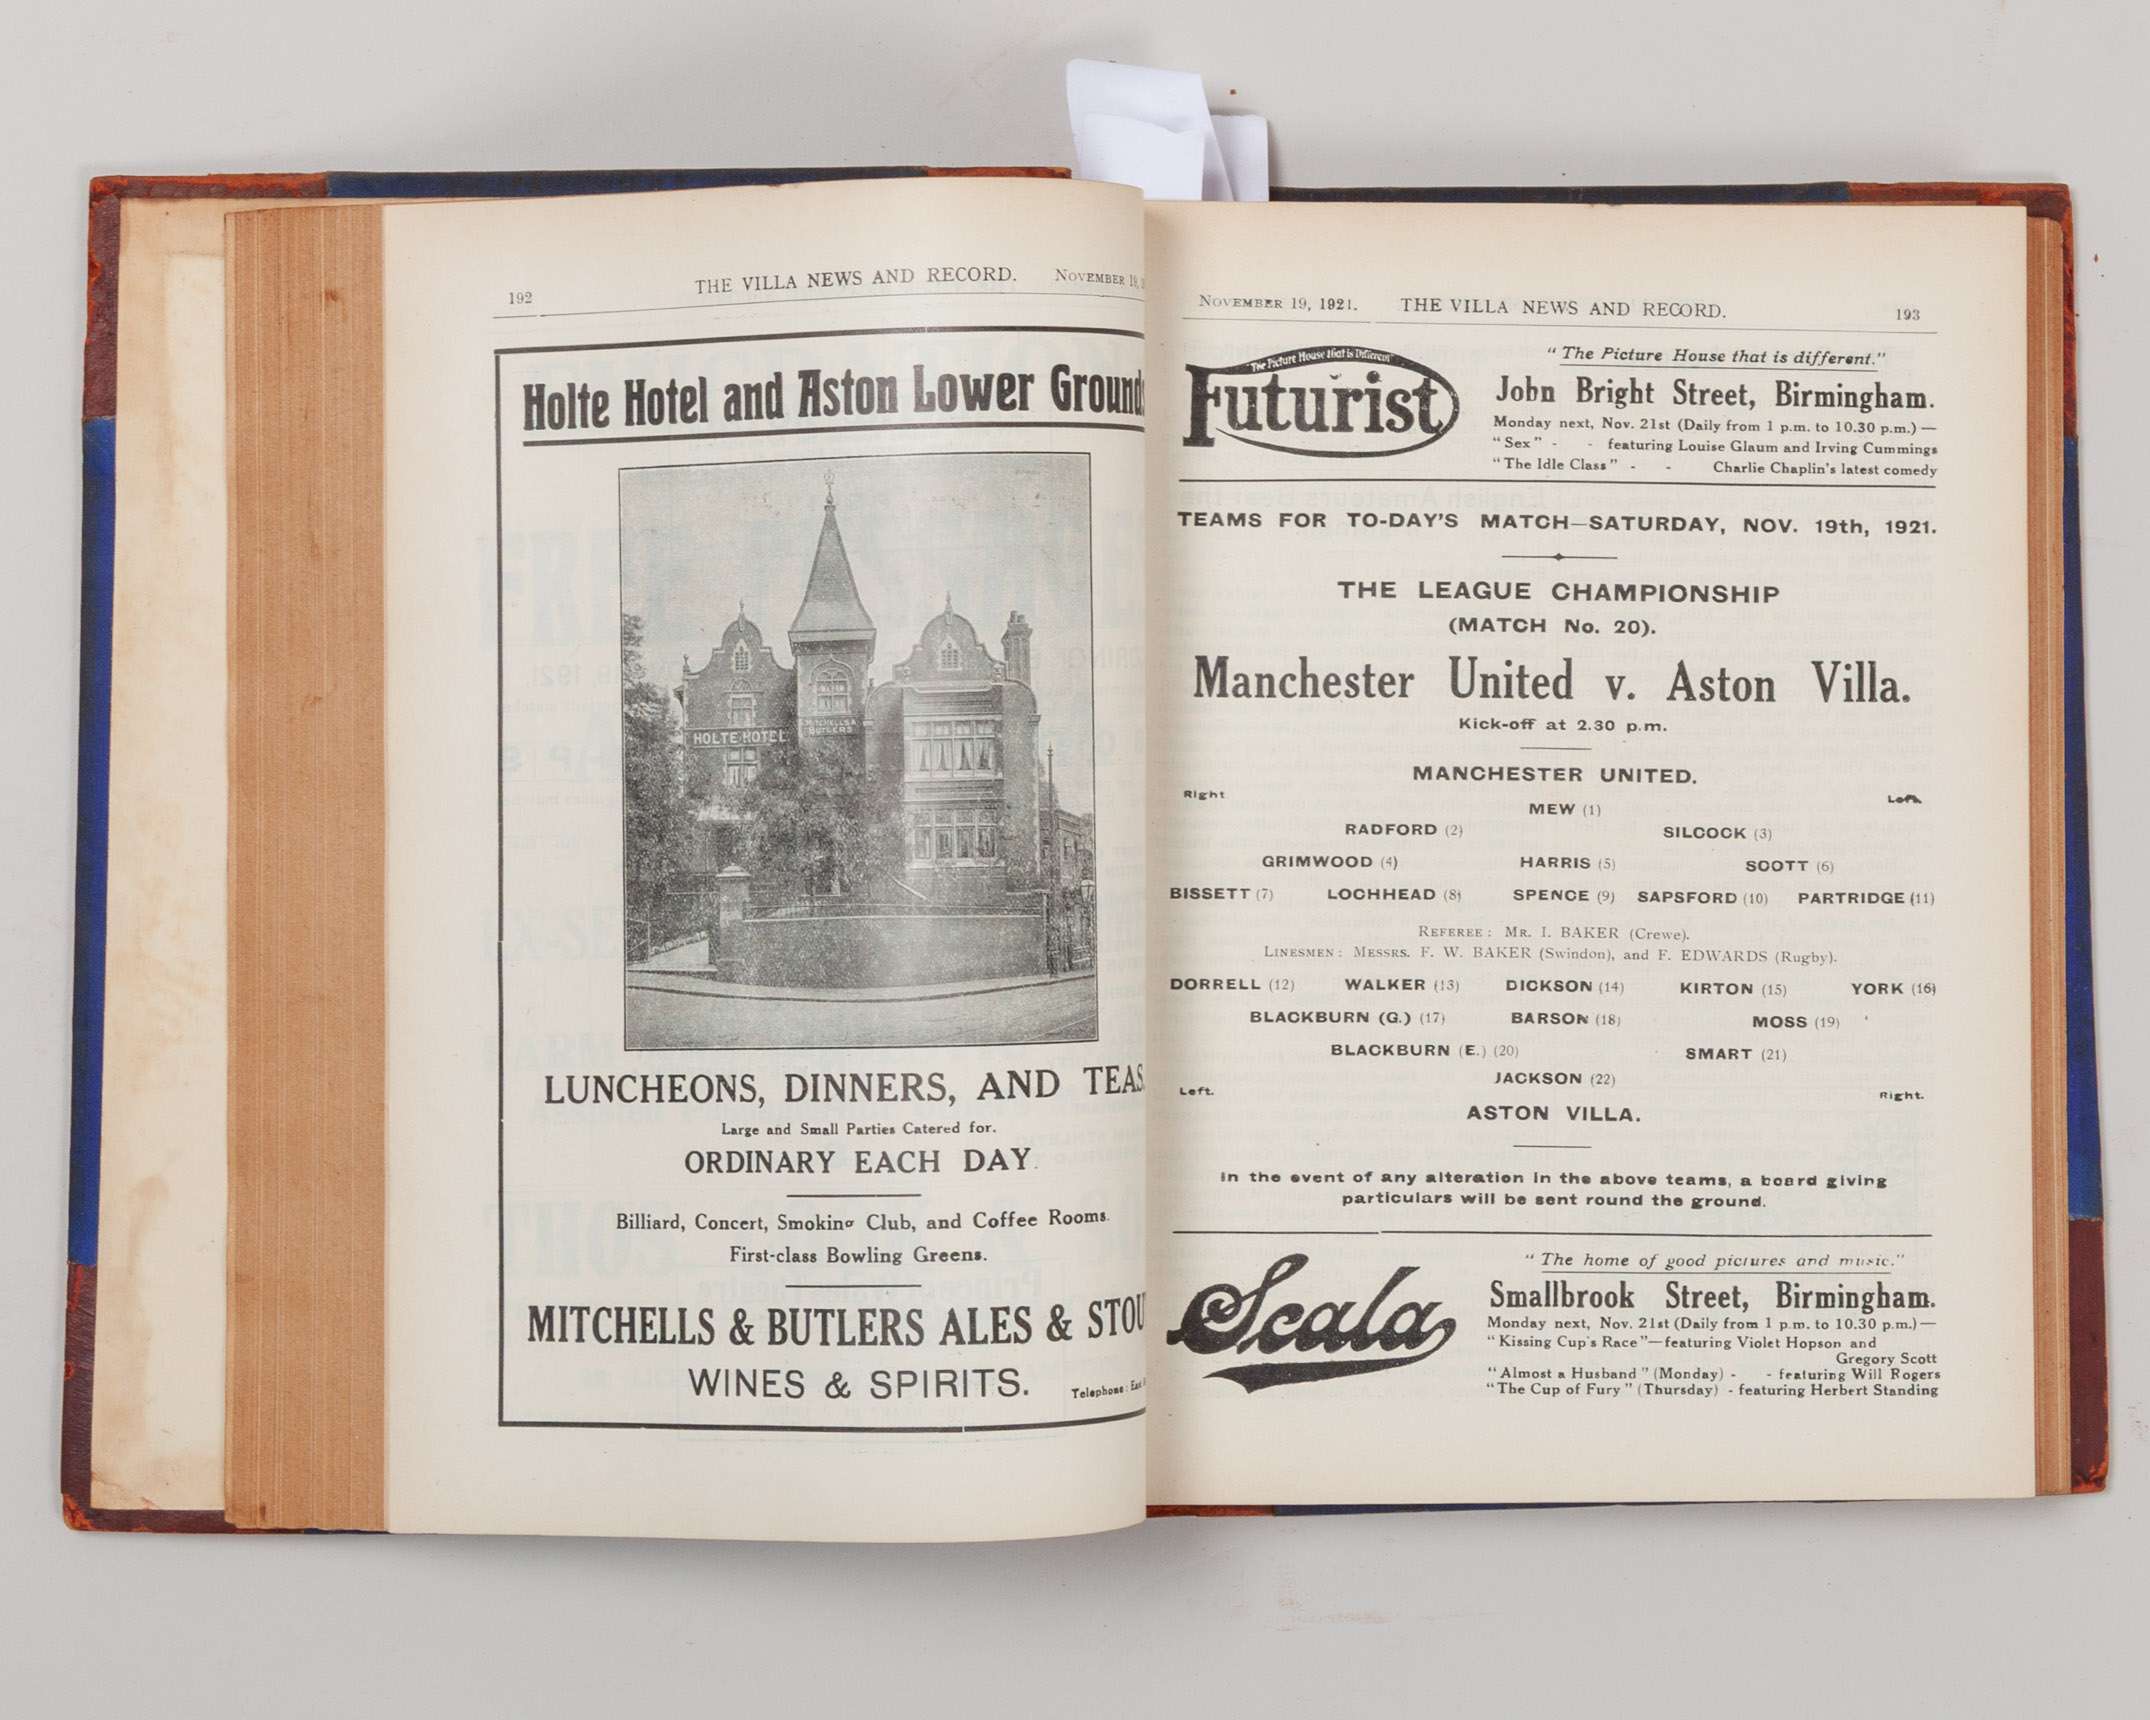 192
THE VILLA NEWS AND RECORD. NOVEMBER 19,
Holte Hotel and Aston Lower Grounds
HOLTE HOTEL
MITCHELLS &
BUTLERS
LUNCHEONS, DINNERS, AND TEAS.
Large and Small Parties Catered for.
ORDINARY EACH DAY.
Billiard, Concert, Smoking Club, and Coffee Rooms.
First-class Bowling Greens.
MITCHELLS & BUTLERS ALES & STOU
WINES & SPIRITS.
Telephone: East
NOVEMBER 19, 1921. THE VILLA NEWS AND RECORD. 193
"The Picture House that is Different"
Futurist
"The Picture House that is different."
John Bright Street, Birmingham.
Monday next, Nov. 21st (Daily from 1 p.m. to 10.30 p.m.)—
"Sex" - - featuring Louise Glaum and Irving Cummings
"The Idle Class" - - Charlie Chaplin's latest comedy
TEAMS FOR TO-DAY'S MATCH—SATURDAY, NOV. 19th, 1921.
THE LEAGUE CHAMPIONSHIP
(MATCH No. 20).
Manchester United v. Aston Villa.
Kick-off at 2.30 p.m.
MANCHESTER UNITED.
Right. Left.
MEW (1)
RADFORD (2) SILCOCK (3)
GRIMWOOD (4) HARRIS (5) SCOTT (6)
BISSETT (7) LOCHHEAD (8) SPENCE (9) SAPSFORD (10) PARTRIDGE (11)
REFEREE: MR. I. BAKER (Crewe).
LINESMEN: MESSRS. F. W. BAKER (Swindon), and F. EDWARDS (Rugby).
DORRELL (12) WALKER (13) DICKSON (14) KIRTON (15) YORK (16)
BLACKBURN (G.) (17) BARSON (18) MOSS (19)
BLACKBURN (E.) (20) SMART (21)
JACKSON (22)
Left. Right.
ASTON VILLA.
In the event of any alteration in the above teams, a board giving
particulars will be sent round the ground.
Scala
"The home of good pictures and music."
Smallbrook Street, Birmingham.
Monday next, Nov. 21st (Daily from 1 p.m. to 10.30 p.m.)—
"Kissing Cup's Race"—featuring Violet Hopson and
Gregory Scott
"Almost a Husband" (Monday) - - featuring Will Rogers
"The Cup of Fury" (Thursday) - featuring Herbert Standing